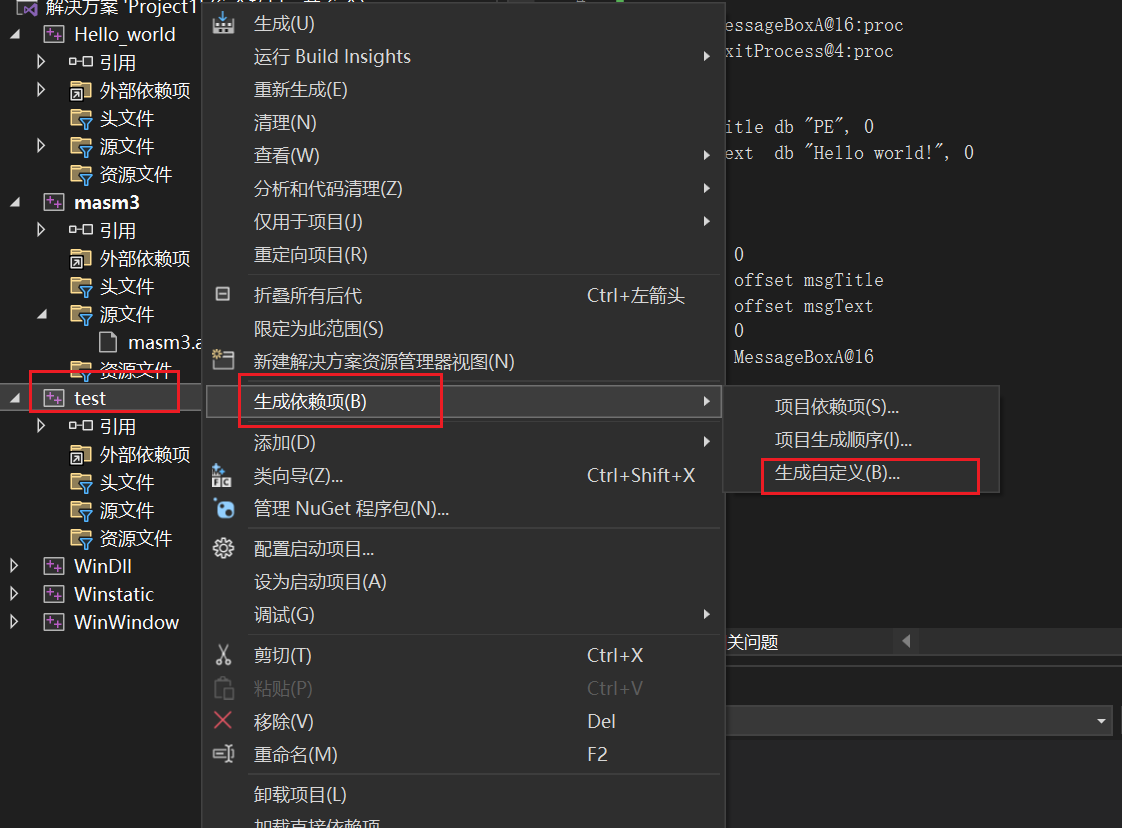 解决方案 'Project1'
Hello_world
引用
外部依赖项
头文件
源文件
资源文件
masm3
引用
外部依赖项
头文件
源文件
masm3.a
资源文件
test
引用
外部依赖项
头文件
源文件
资源文件
WinDll
Winstatic
WinWindow
生成(U)
运行 Build Insights
重新生成(E)
清理(N)
查看(W)
分析和代码清理(Z)
仅用于项目(J)
重定向项目(R)
折叠所有后代 Ctrl+左箭头
限定为此范围(S)
新建解决方案资源管理器视图(N)
生成依赖项(B)
添加(D)
类向导(Z)... Ctrl+Shift+X
管理 NuGet 程序包(N)...
配置启动项目...
设为启动项目(A)
调试(G)
剪切(T) Ctrl+X
粘贴(P) Ctrl+V
移除(V) Del
重命名(M) F2
卸载项目(L)
加载直接依赖项
项目依赖项(S)...
项目生成顺序(I)...
生成自定义(B)...
essageBoxA@16:proc
xitProcess@4:proc
itle db "PE", 0
ext db "Hello world!", 0
0
offset msgTitle
offset msgText
0
MessageBoxA@16
关问题